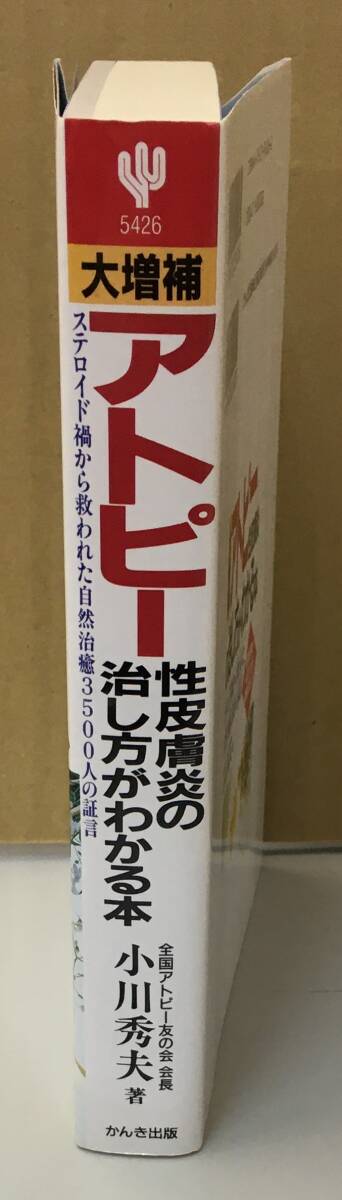 5426
大増補
アトピー
性皮膚炎の
治し方がわかる本
ステロイド禍から救われた自然治癒3500人の証言
全国アトピー友の会 会長
小川秀夫 著
かんき出版